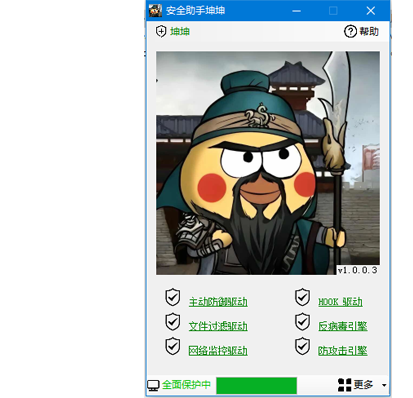 安全助手坤坤
坤坤 帮助
v1.0.0.3
主动防御驱动 HOOK 驱动
文件过滤驱动 反病毒引擎
网络监控驱动 防攻击引擎
全面保护中 更多